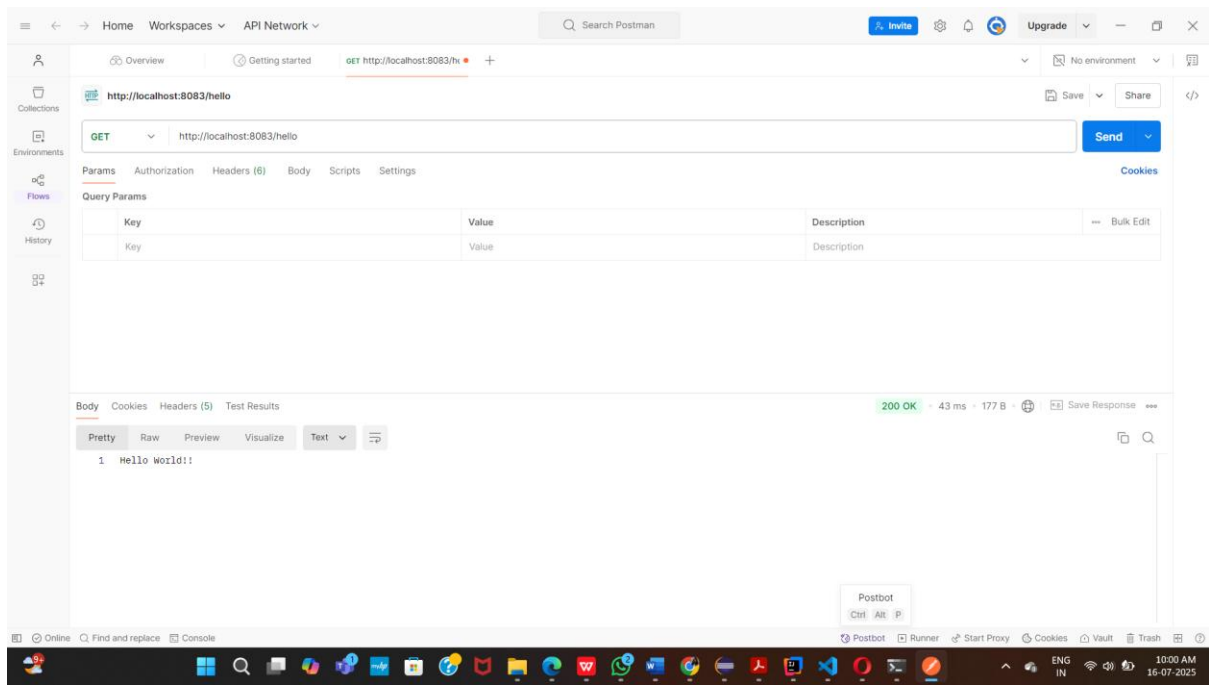 Home Workspaces API Network Search Postman Invite Upgrade
Overview Getting started GET http://localhost:8083/he No environment
Collections
http://localhost:8083/hello Save Share
Environments
GET http://localhost:8083/hello Send
Params Authorization Headers (6) Body Scripts Settings Cookies
Flows
Query Params
Key Value Description Bulk Edit
History
Key Value Description
Body Cookies Headers (5) Test Results 200 OK 43 ms 177 B Save Response
Pretty Raw Preview Visualize Text
1 Hello World!!
Postbot
Ctrl Alt P
Online Find and replace Console Postbot Runner Start Proxy Cookies Vault Trash
9+ 2 ENG 10:00 AM
IN 16-07-2025